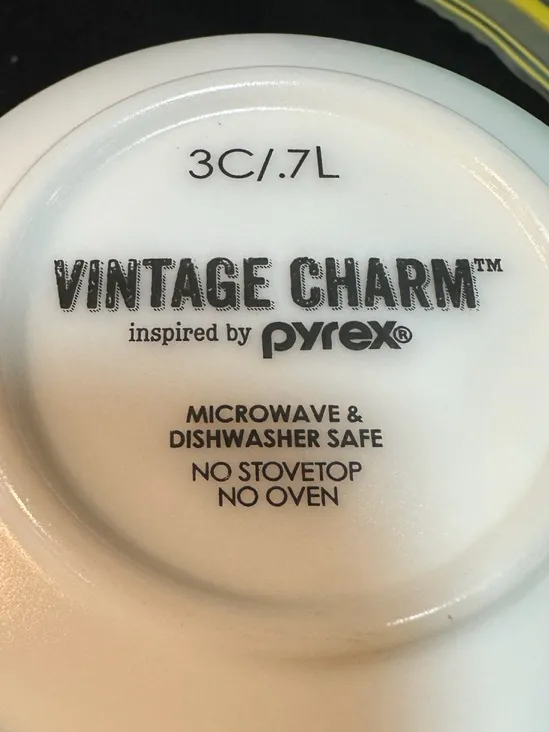 3C/.7L
VINTAGE CHARM™
inspired by pyrex®
MICROWAVE &
DISHWASHER SAFE
NO STOVETOP
NO OVEN